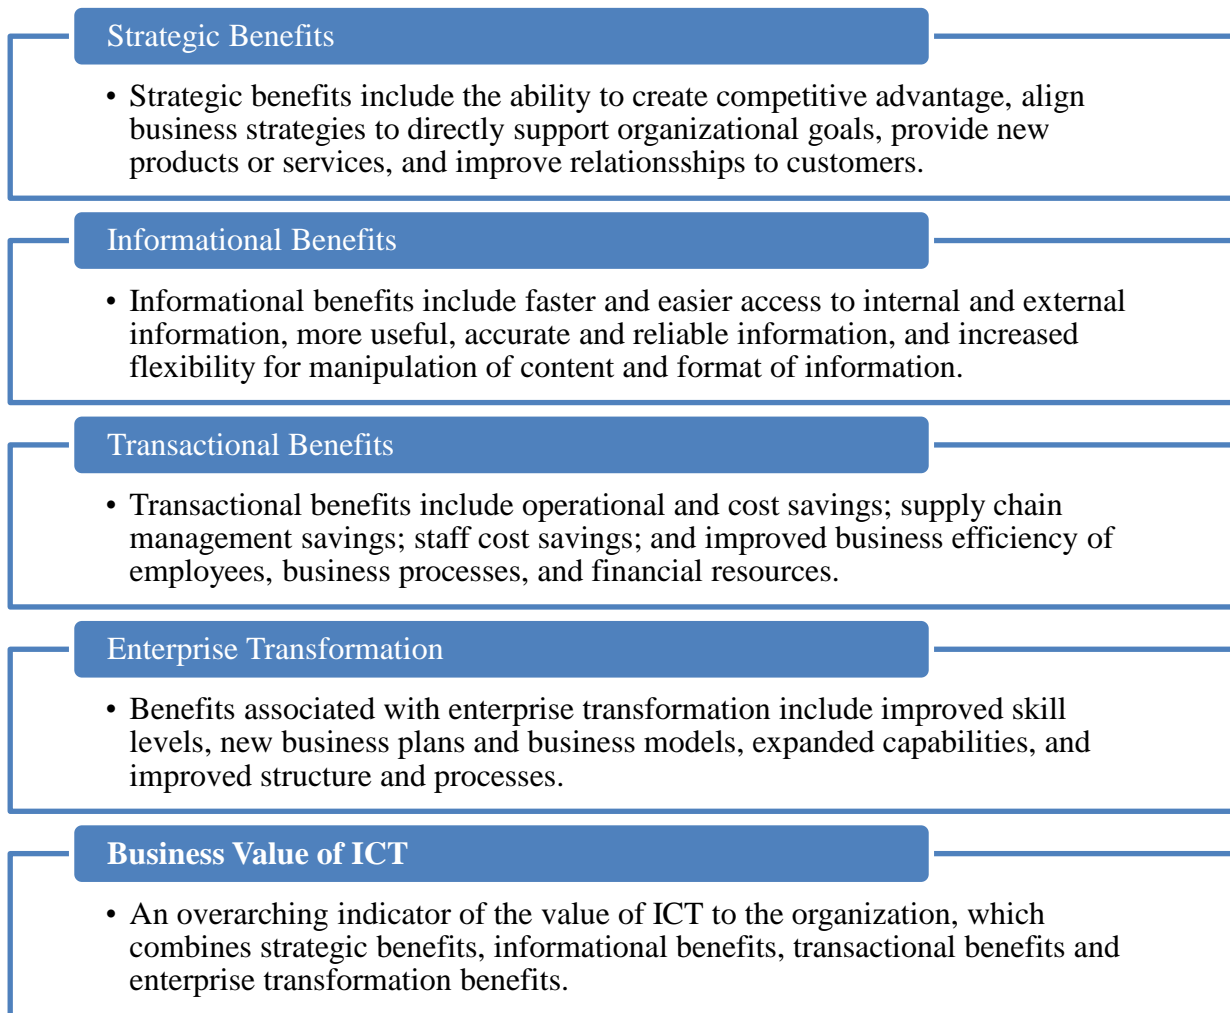 Strategic Benefits
• Strategic benefits include the ability to create competitive advantage, align
business strategies to directly support organizational goals, provide new
products or services, and improve relationsships to customers.
Informational Benefits
• Informational benefits include faster and easier access to internal and external
information, more useful, accurate and reliable information, and increased
flexibility for manipulation of content and format of information.
Transactional Benefits
• Transactional benefits include operational and cost savings; supply chain
management savings; staff cost savings; and improved business efficiency of
employees, business processes, and financial resources.
Enterprise Transformation
• Benefits associated with enterprise transformation include improved skill
levels, new business plans and business models, expanded capabilities, and
improved structure and processes.
Business Value of ICT
• An overarching indicator of the value of ICT to the organization, which
combines strategic benefits, informational benefits, transactional benefits and
enterprise transformation benefits.